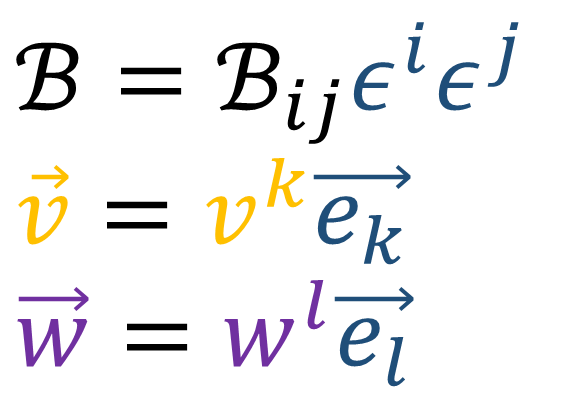 ℬ = ℬᵢⱼϵⁱϵʲ
v⃗ = vᵏe⃗ₖ
w⃗ = wˡe⃗ₗ